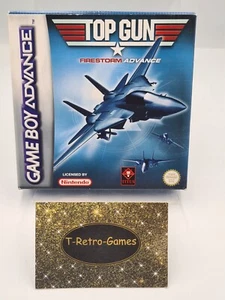 GAME BOY ADVANCE
TOP GUN
FIRESTORM ADVANCE
LICENSED BY
Nintendo
T-Retro-Games